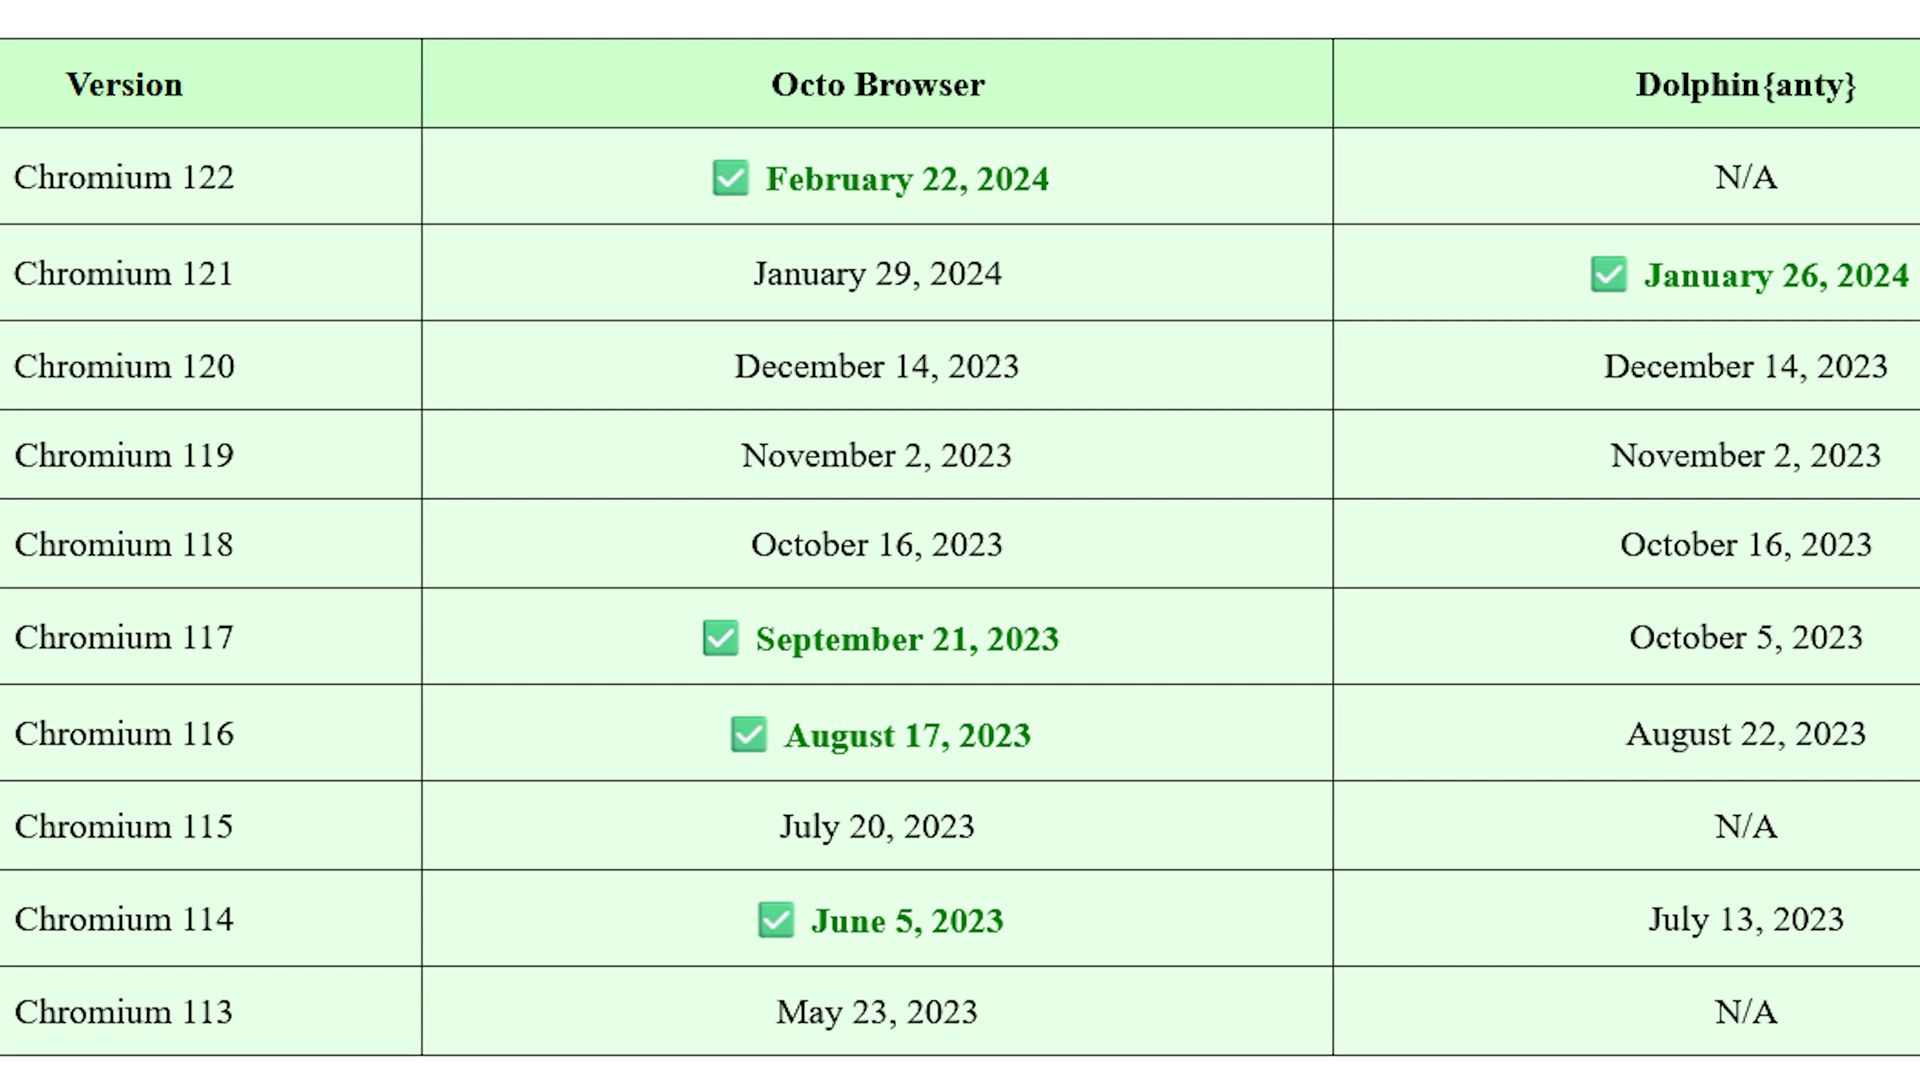 Version Octo Browser Dolphin{anty}
Chromium 122 ✅ February 22, 2024 N/A
Chromium 121 January 29, 2024 ✅ January 26, 2024
Chromium 120 December 14, 2023 December 14, 2023
Chromium 119 November 2, 2023 November 2, 2023
Chromium 118 October 16, 2023 October 16, 2023
Chromium 117 ✅ September 21, 2023 October 5, 2023
Chromium 116 ✅ August 17, 2023 August 22, 2023
Chromium 115 July 20, 2023 N/A
Chromium 114 ✅ June 5, 2023 July 13, 2023
Chromium 113 May 23, 2023 N/A